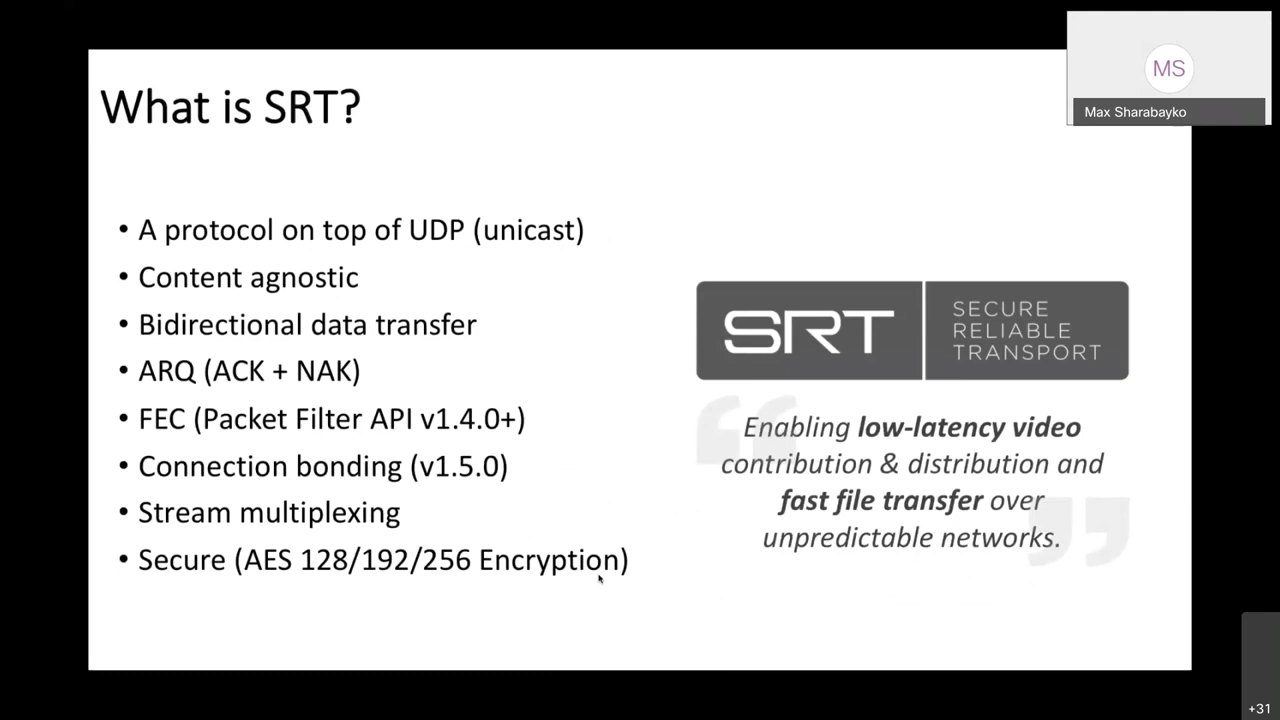 What is SRT?
• A protocol on top of UDP (unicast)
• Content agnostic
• Bidirectional data transfer
• ARQ (ACK + NAK)
• FEC (Packet Filter API v1.4.0+)
• Connection bonding (v1.5.0)
• Stream multiplexing
• Secure (AES 128/192/256 Encryption)
SRT
SECURE
RELIABLE
TRANSPORT
“
Enabling low-latency video
contribution & distribution and
fast file transfer over
unpredictable networks.
”
MS
Max Sharabayko
+31